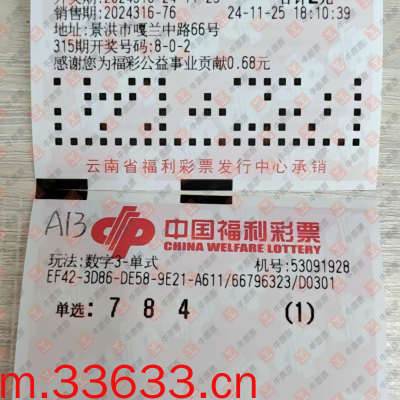 销售期:2024316-76 24-11-25 18:10:39
地址:景洪市嘎兰中路66号
315期开奖号码:8-0-2
感谢您为福彩公益事业贡献0.68元
云南省福利彩票发行中心承销
A13
中国福利彩票
CHINA WELFARE LOTTERY
玩法:数字3-单式 机号:53091928
EF42-3D86-DE58-9E21-A611/66796323/D0301
单选: 7 8 4 (1)
m.33633.cn